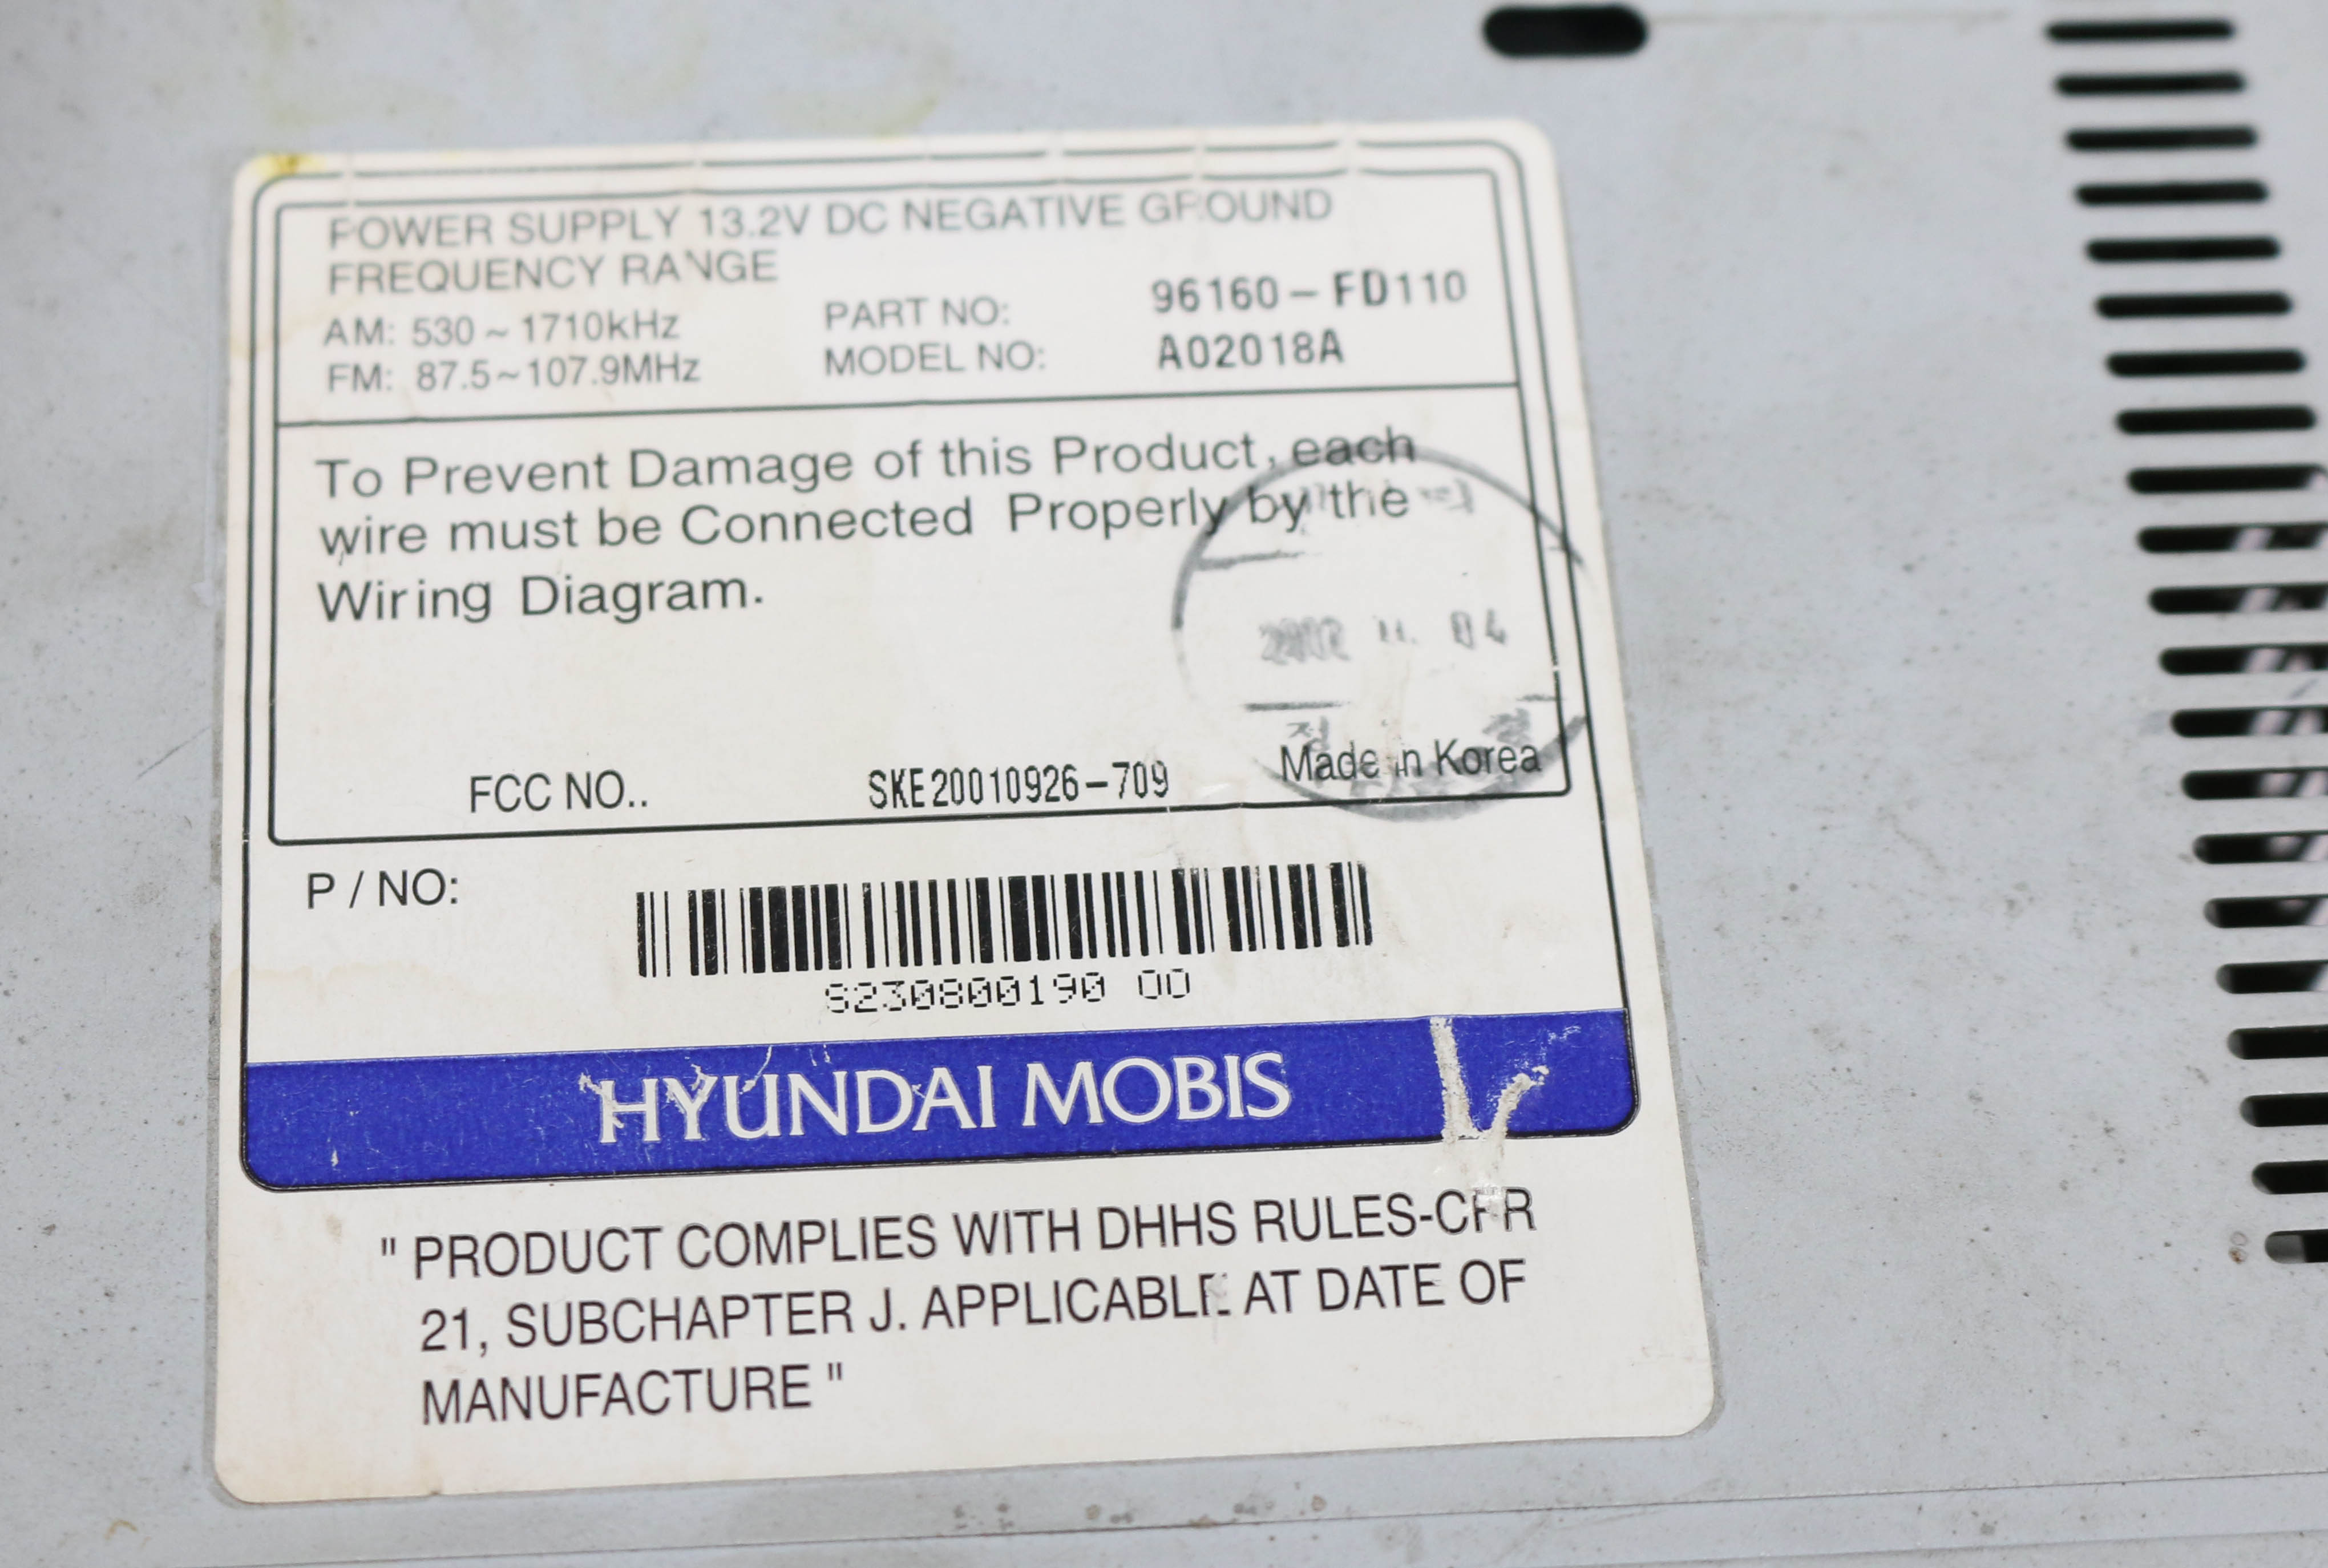 POWER SUPPLY 13.2V DC NEGATIVE GROUND
FREQUENCY RANGE
AM: 530 ~ 1710kHz
FM: 87.5~107.9MHz
PART NO: 96160-FD110
MODEL NO: A02018A
To Prevent Damage of this Product, each
wire must be Connected Properly by the
Wiring Diagram.
04
FCC NO.. SKE20010926-709
Made in Korea
P / NO:
S230800190 00
HYUNDAI MOBIS
" PRODUCT COMPLIES WITH DHHS RULES-CFR
21, SUBCHAPTER J. APPLICABLE AT DATE OF
MANUFACTURE "